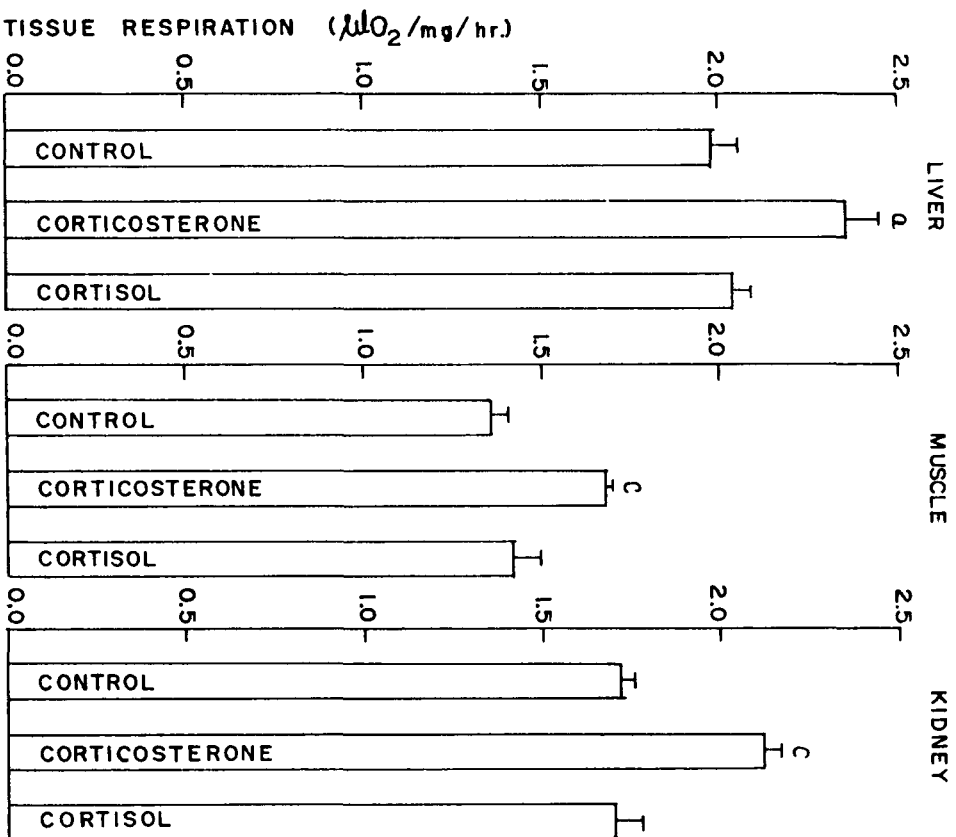 TISSUE RESPIRATION (µlO2/mg/hr.)
0.0 0.5 1.0 1.5 2.0 2.5
LIVER
CONTROL
CORTICOSTERONE a
CORTISOL
0.0 0.5 1.0 1.5 2.0 2.5
MUSCLE
CONTROL
CORTICOSTERONE c
CORTISOL
0.0 0.5 1.0 1.5 2.0 2.5
KIDNEY
CONTROL
CORTICOSTERONE c
CORTISOL